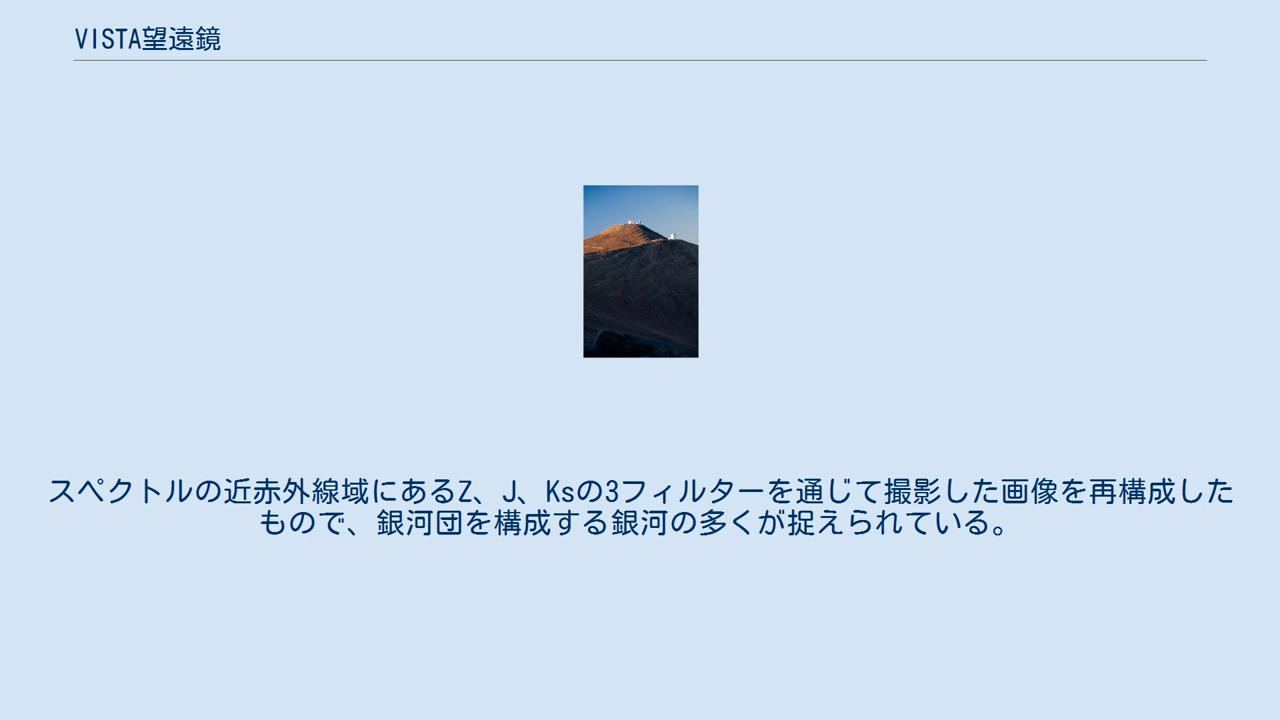 VISTA望遠鏡
スペクトルの近赤外線域にあるZ、J、Ksの3フィルターを通じて撮影した画像を再構成した
もので、銀河団を構成する銀河の多くが捉えられている。